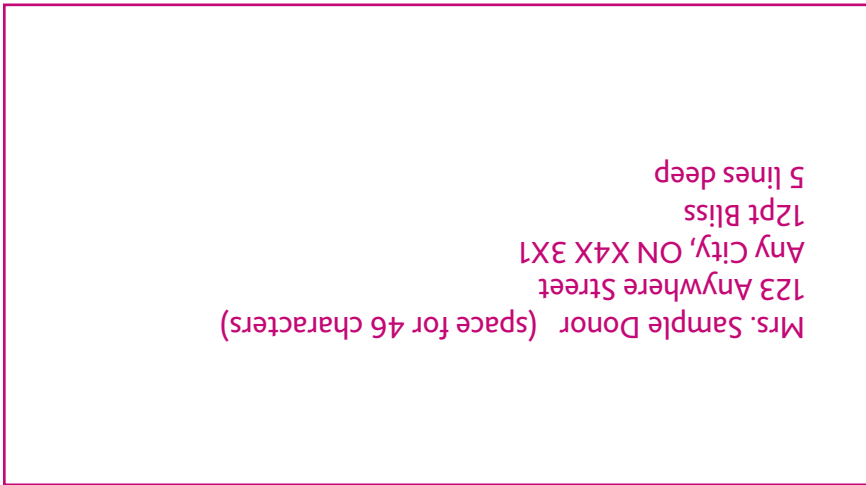 Mrs. Sample Donor (space for 46 characters)
123 Anywhere Street
Any City, ON X4X 3X1
12pt Bliss
5 lines deep